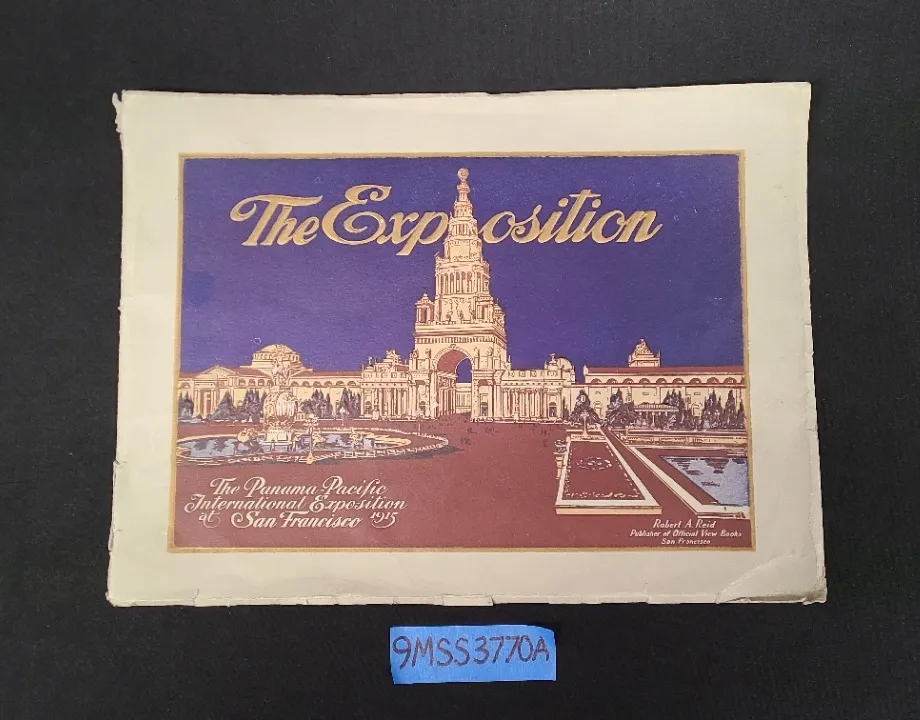 The Exposition
The Panama Pacific
International Exposition
at San Francisco 1915
Robert A. Reid
Publisher of Official View Books
San Francisco
9MSS3770A